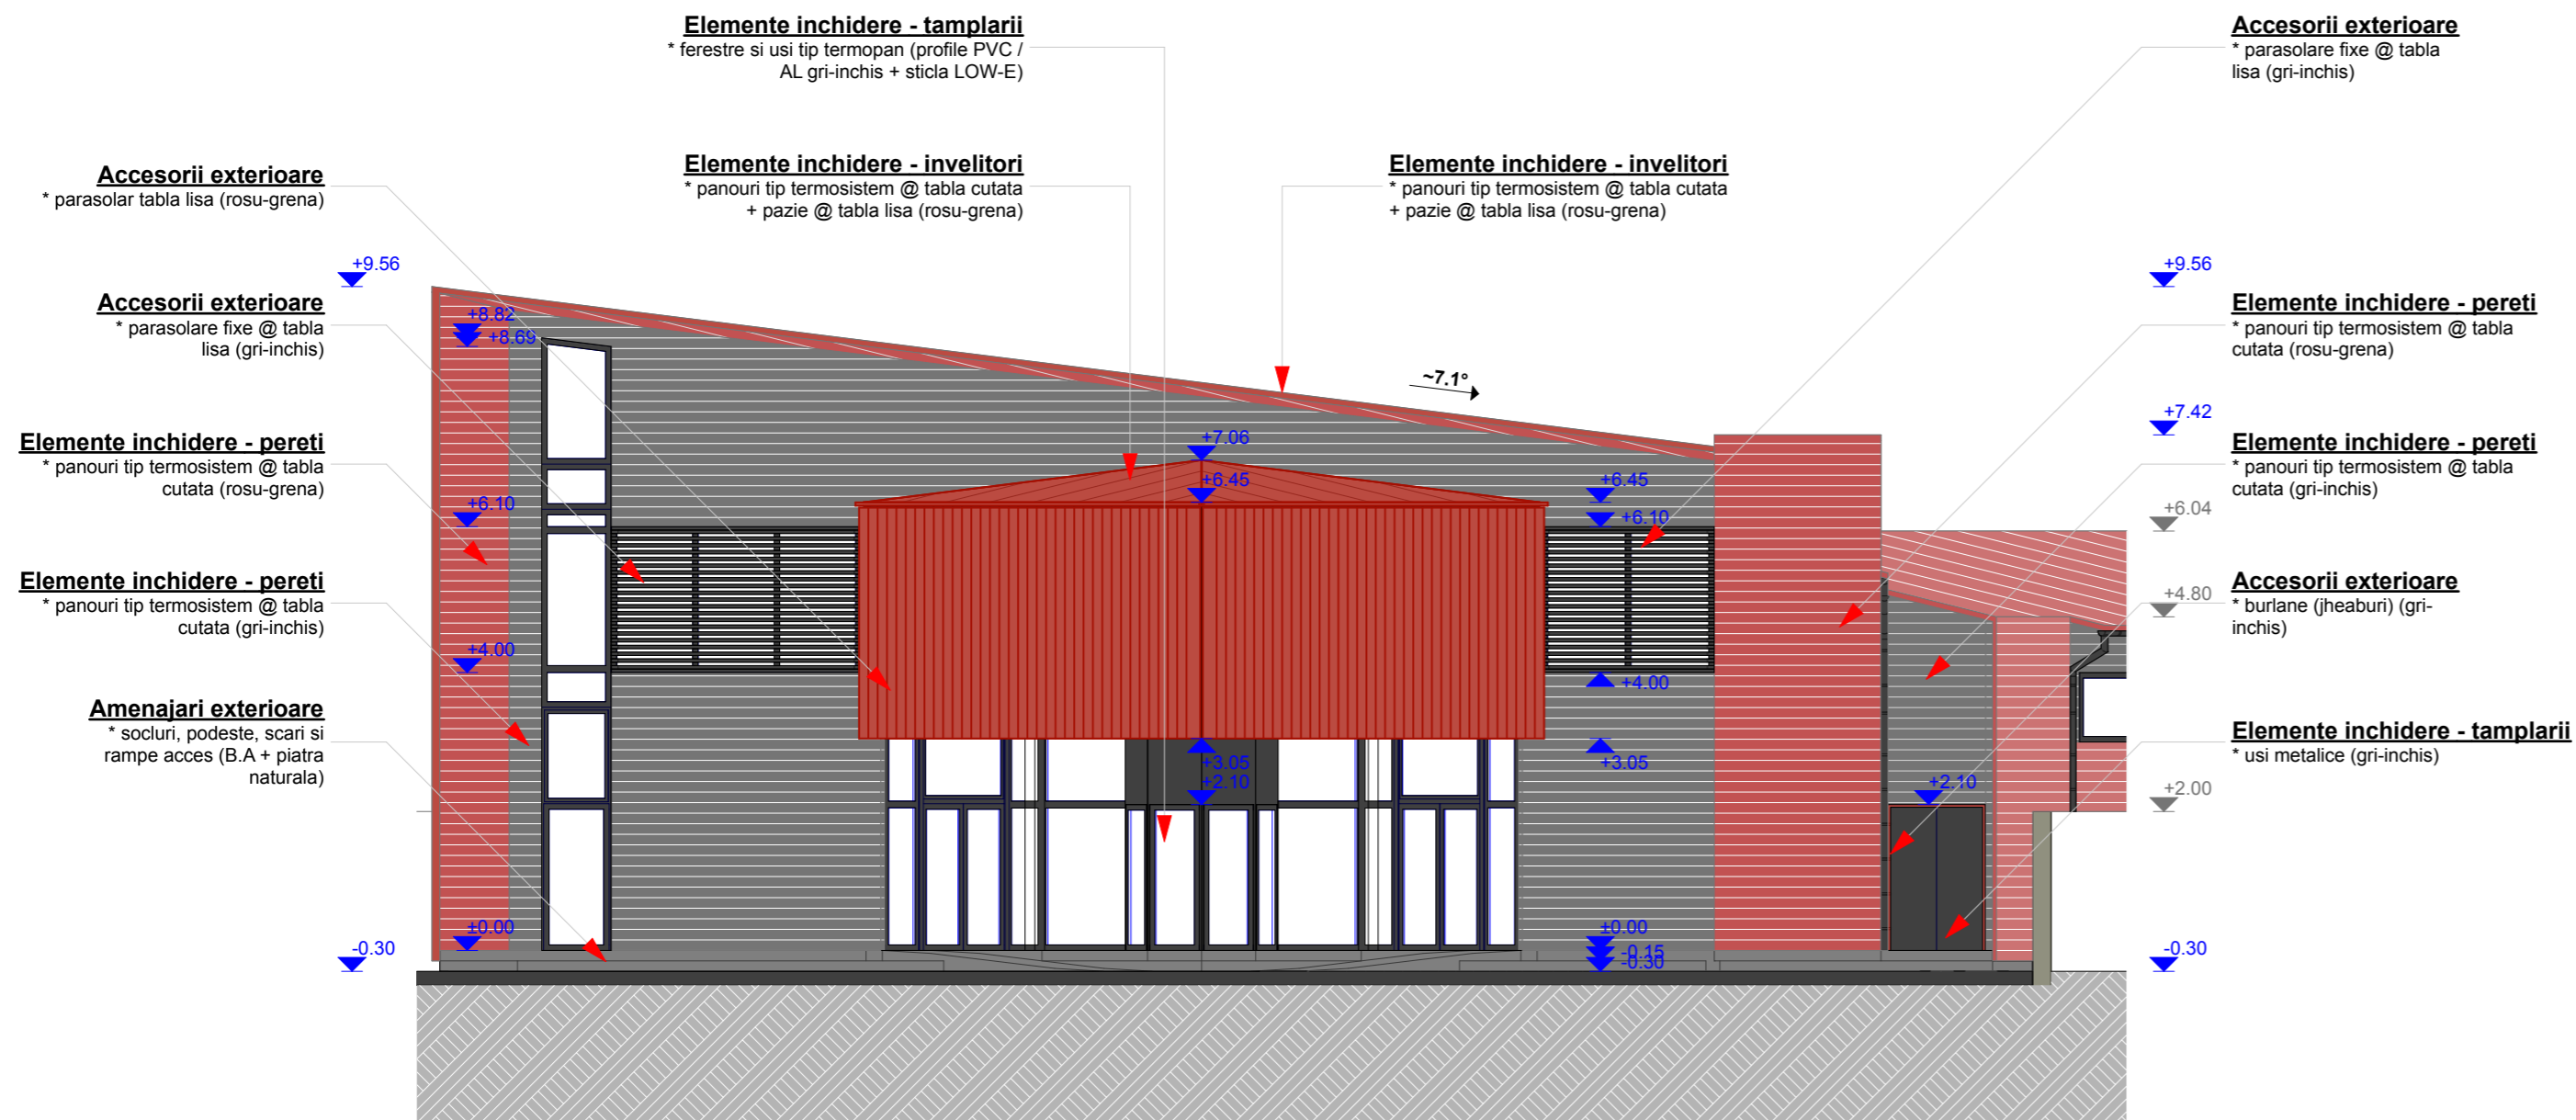 Elemente inchidere - tamplarii
* ferestre si usi tip termopan (profile PVC /
AL gri-inchis + sticla LOW-E)
Accesorii exterioare
* parasolare fixe @ tabla
lisa (gri-inchis)
Accesorii exterioare
* parasolar tabla lisa (rosu-grena)
Elemente inchidere - invelitori
* panouri tip termosistem @ tabla cutata
+ pazie @ tabla lisa (rosu-grena)
Elemente inchidere - invelitori
* panouri tip termosistem @ tabla cutata
+ pazie @ tabla lisa (rosu-grena)
+9.56
+9.56
Accesorii exterioare
* parasolare fixe @ tabla
lisa (gri-inchis)
Elemente inchidere - pereti
* panouri tip termosistem @ tabla
cutata (rosu-grena)
+8.82
+8.69
~7.1°
+7.42
+7.06
Elemente inchidere - pereti
* panouri tip termosistem @ tabla
cutata (rosu-grena)
Elemente inchidere - pereti
* panouri tip termosistem @ tabla
cutata (gri-inchis)
+6.45
+6.45
+6.10
+6.10
+6.04
Elemente inchidere - pereti
* panouri tip termosistem @ tabla
cutata (gri-inchis)
Accesorii exterioare
* burlane (jheaburi) (gri-
inchis)
+4.80
+4.00
+4.00
Amenajari exterioare
* socluri, podeste, scari si
rampe acces (B.A + piatra
naturala)
Elemente inchidere - tamplarii
* usi metalice (gri-inchis)
+3.05
+3.05
+2.10
+2.10
+2.00
±0.00
±0.00
-0.15
-0.30
-0.30
-0.30